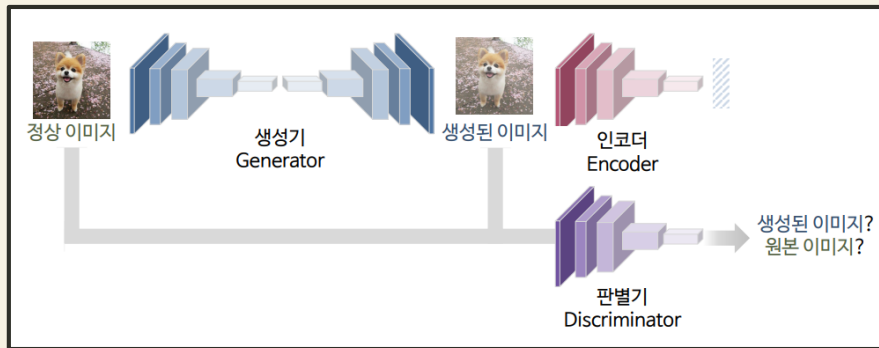 정상 이미지
생성기
Generator
생성된 이미지
인코더
Encoder
판별기
Discriminator
생성된 이미지?
원본 이미지?